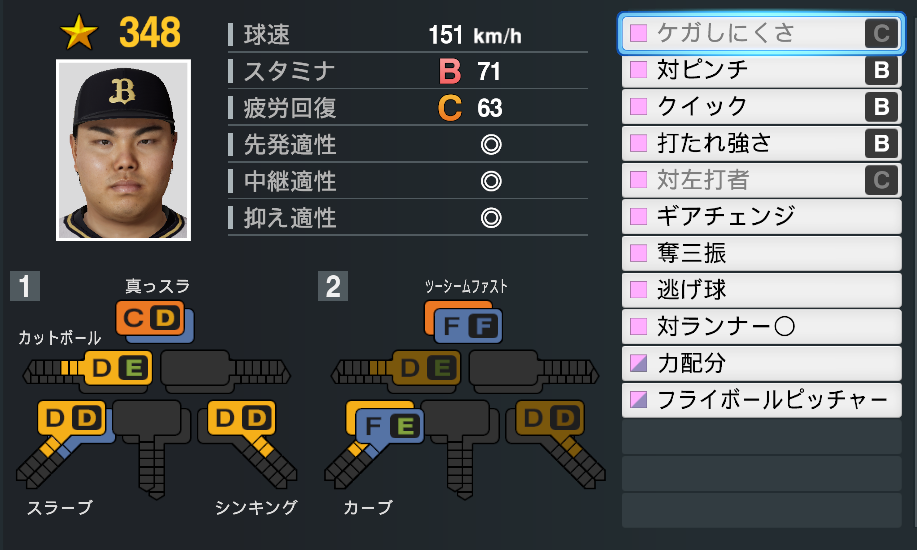 348
B
球速 151 km/h
スタミナ B 71
疲労回復 C 63
先発適性 ◎
中継適性 ◎
抑え適性 ◎
ケガしにくさ C
対ピンチ B
クイック B
打たれ強さ B
対左打者 C
ギアチェンジ
奪三振
逃げ球
対ランナー〇
力配分
フライボールピッチャー
1
真っスラ
C D
カットボール
D E
D D
D D
スラーブ
シンキング
2
ツーシームファスト
F F
D E
F E
D D
カーブ